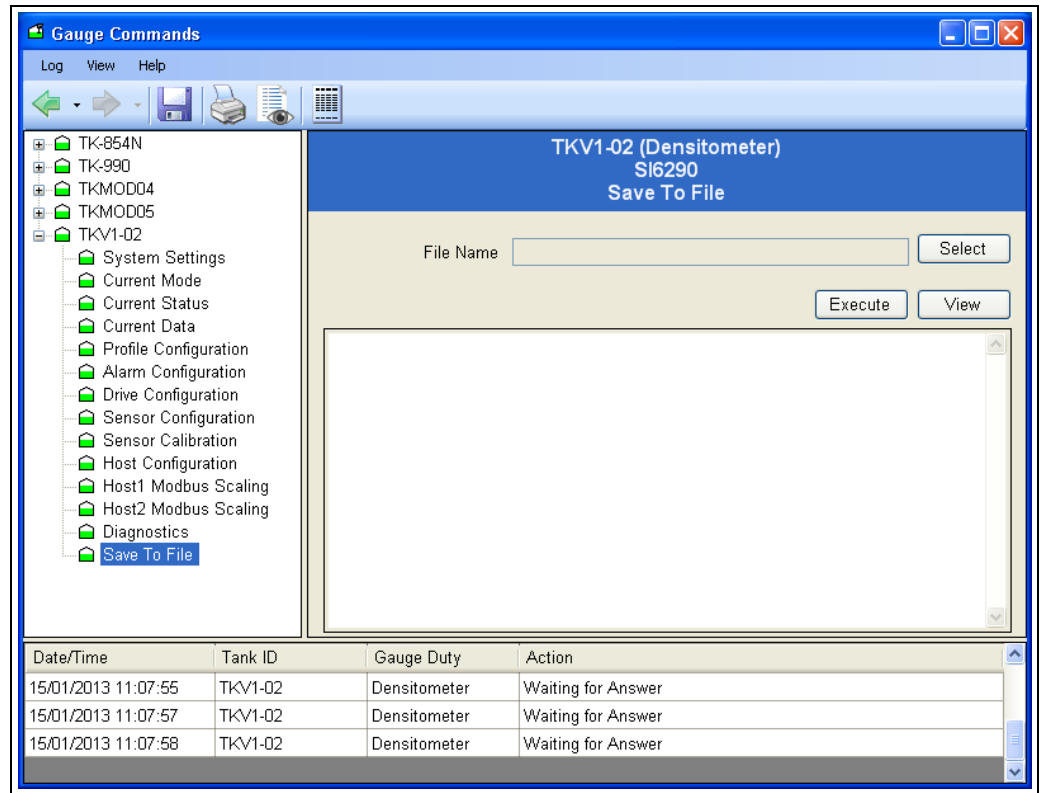 Gauge Commands
Log View Help
TK-854N
TK-990
TKMOD04
TKMOD05
TKV1-02
System Settings
Current Mode
Current Status
Current Data
Profile Configuration
Alarm Configuration
Drive Configuration
Sensor Configuration
Sensor Calibration
Host Configuration
Host1 Modbus Scaling
Host2 Modbus Scaling
Diagnostics
Save To File
TKV1-02 (Densitometer)
SI6290
Save To File
File Name Select
Execute View
Date/Time Tank ID Gauge Duty Action
15/01/2013 11:07:55 TKV1-02 Densitometer Waiting for Answer
15/01/2013 11:07:57 TKV1-02 Densitometer Waiting for Answer
15/01/2013 11:07:58 TKV1-02 Densitometer Waiting for Answer